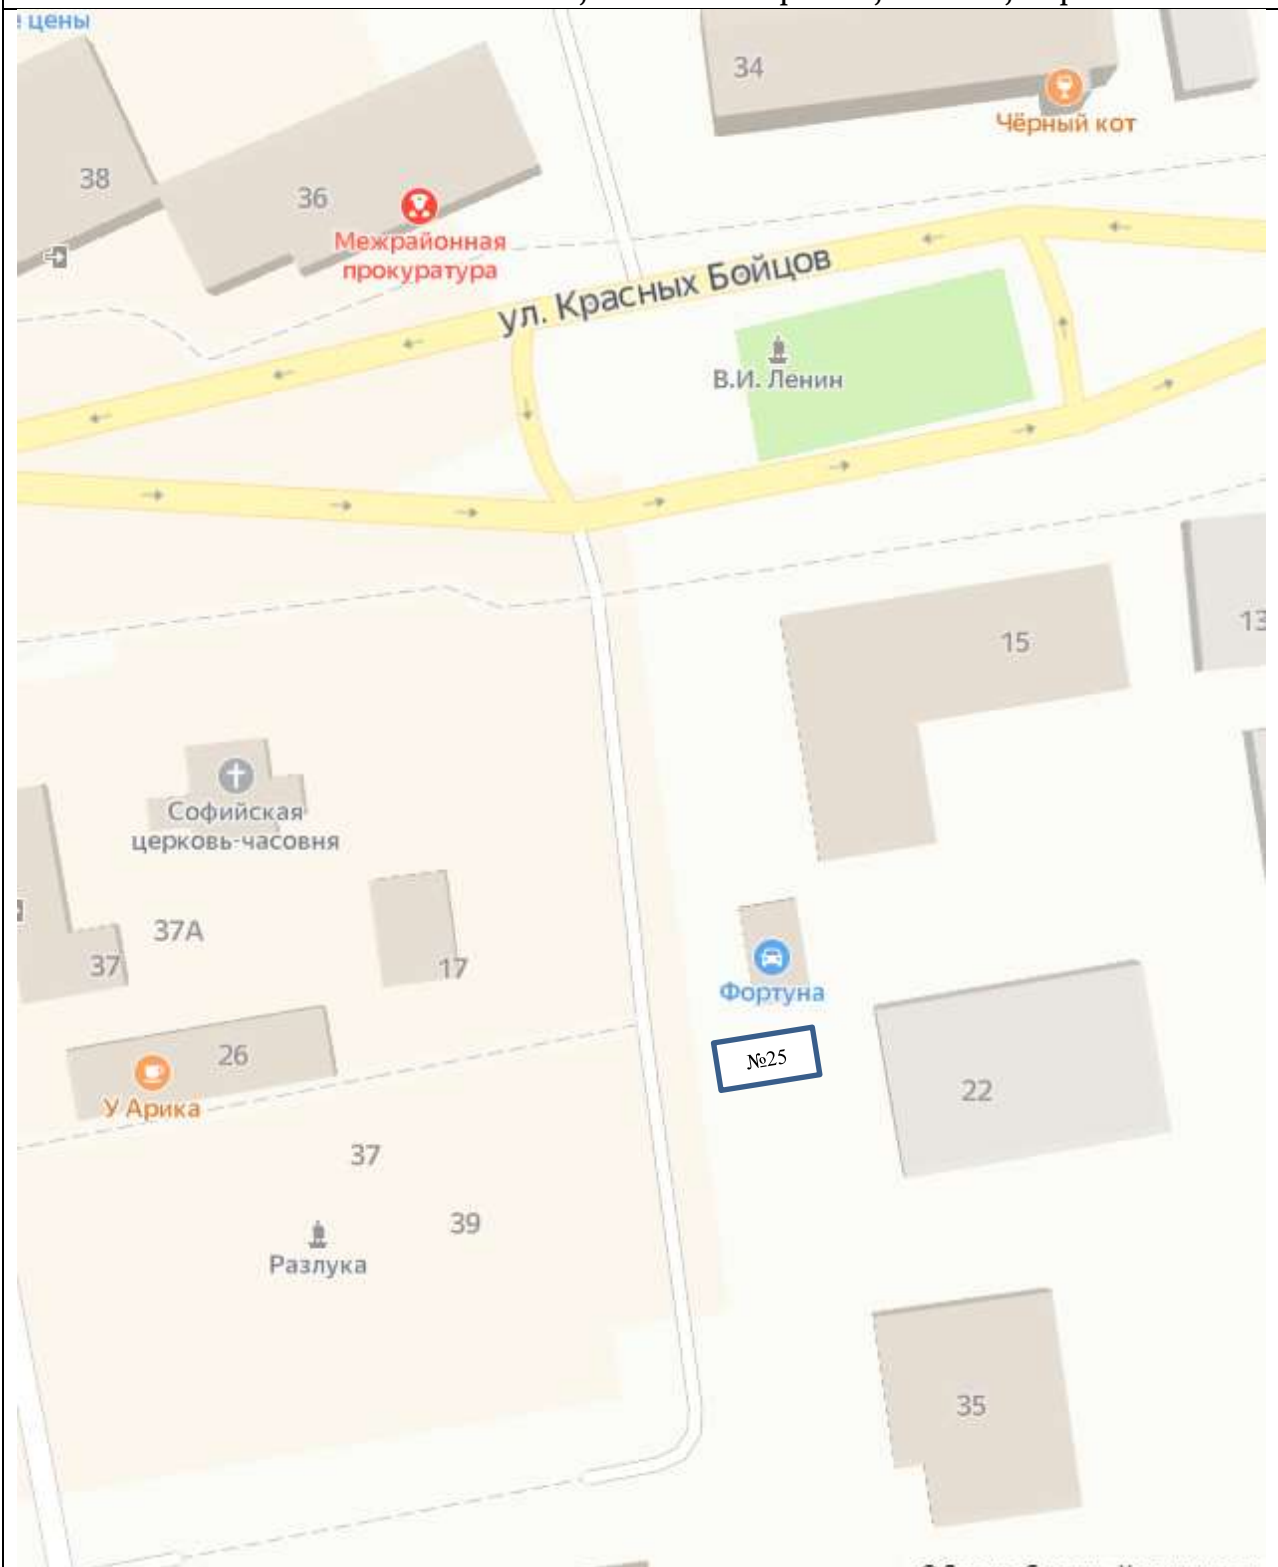 цены
34
Чёрный кот
38
36
Межрайонная
прокуратура
ул. Красных Бойцов
В.И. Ленин
15
13
Софийская
церковь-часовня
37А
37
17
Фортуна
№25
26
У Арика
22
37
39
Разлука
35